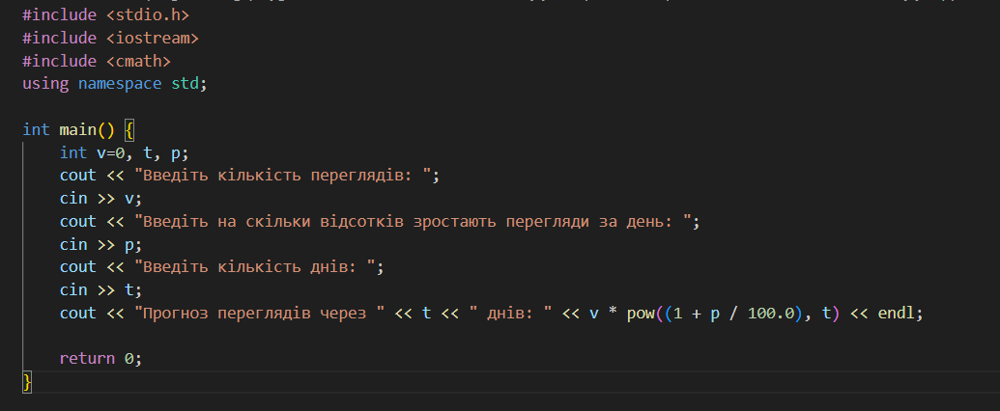 #include <stdio.h>
#include <iostream>
#include <cmath>
using namespace std;
int main() {
int v=0, t, p;
cout << "Введіть кількість переглядів: ";
cin >> v;
cout << "Введіть на скільки відсотків зростають перегляди за день: ";
cin >> p;
cout << "Введіть кількість днів: ";
cin >> t;
cout << "Прогноз переглядів через " << t << " днів: " << v * pow((1 + p / 100.0), t) << endl;
return 0;
}